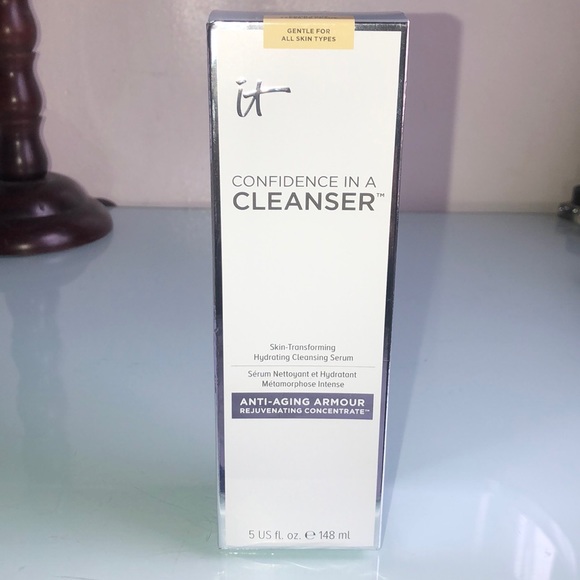 GENTLE FOR
ALL SKIN TYPES
it
CONFIDENCE IN A
CLEANSER™
Skin-Transforming
Hydrating Cleansing Serum
Sérum Nettoyant et Hydratant
Métamorphose Intense
ANTI-AGING ARMOUR
REJUVENATING CONCENTRATE™
5 US fl. oz. ℮ 148 ml